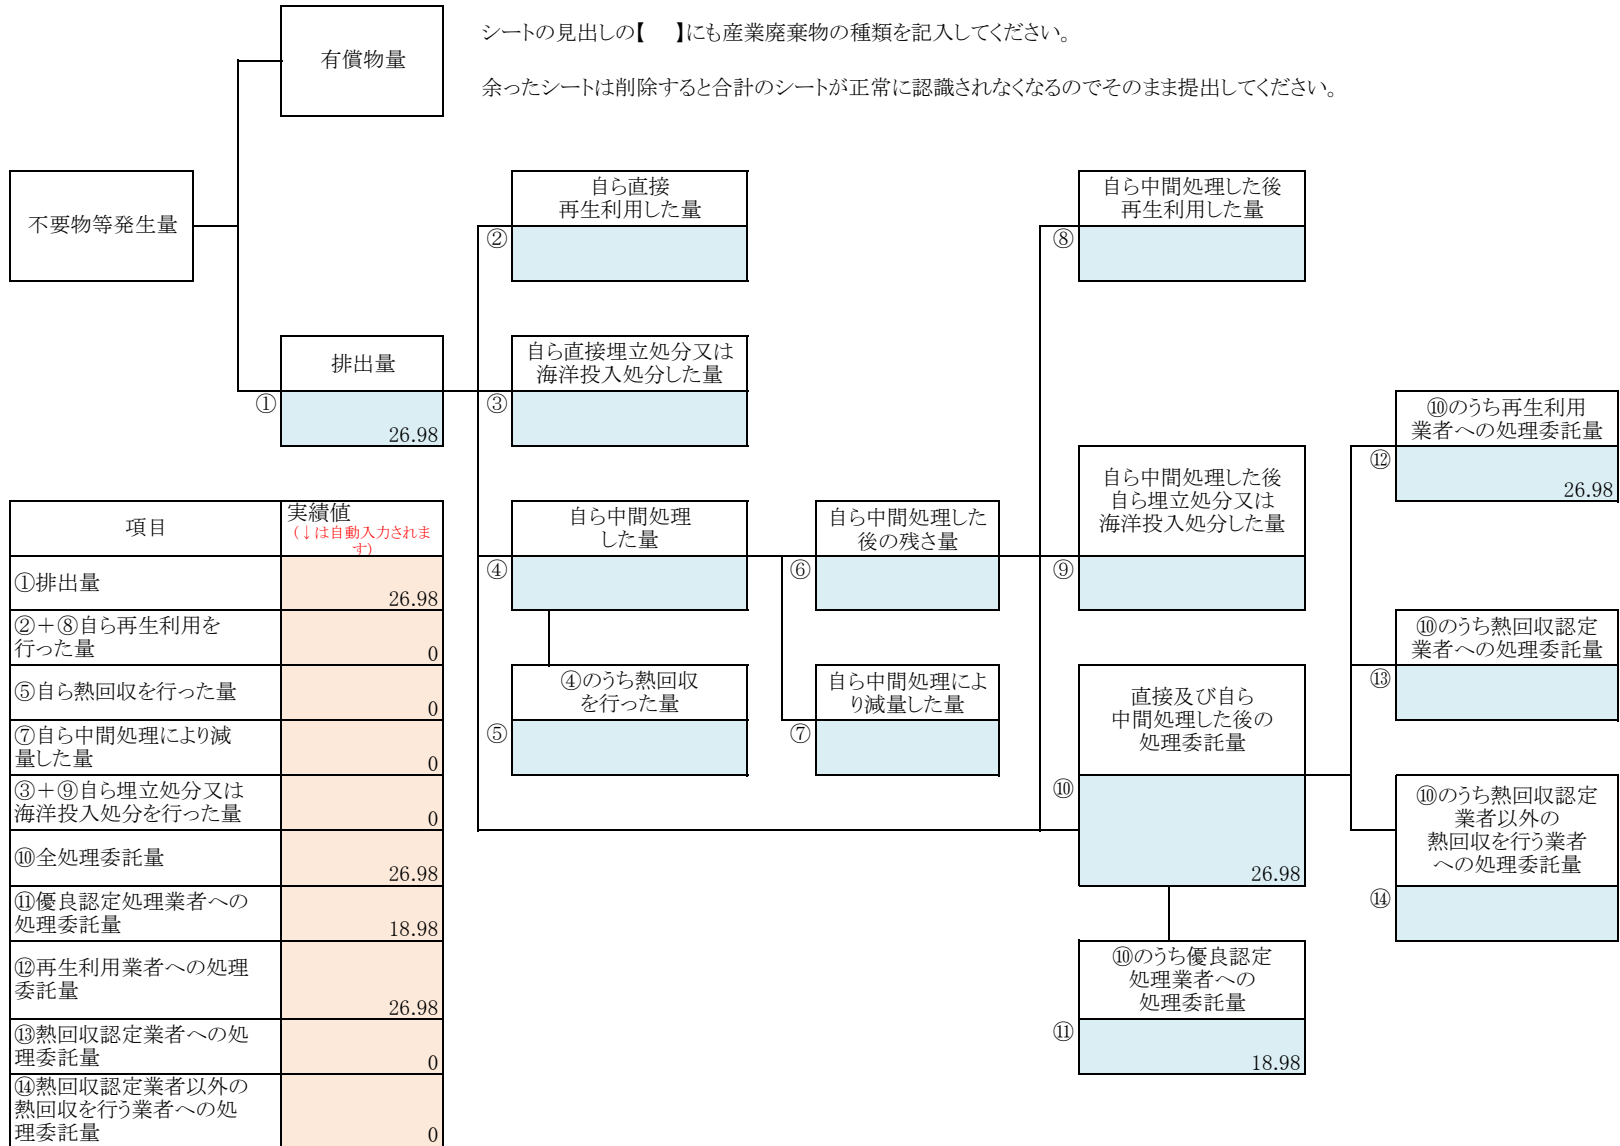 シートの見出しの【　】にも産業廃棄物の種類を記入してください。
余ったシートは削除すると合計のシートが正常に認識されなくなるのでそのまま提出してください。
有償物量
不要物等発生量
排出量
①
26.98
自ら直接
再生利用した量
②
自ら直接埋立処分又は
海洋投入処分した量
③
自ら中間処理
した量
④
④のうち熱回収
を行った量
⑤
自ら中間処理した
後の残さ量
⑥
自ら中間処理によ
り減量した量
⑦
自ら中間処理した後
再生利用した量
⑧
自ら中間処理した後
自ら埋立処分又は
海洋投入処分した量
⑨
直接及び自ら
中間処理した後の
処理委託量
⑩
26.98
⑩のうち優良認定
処理業者への
処理委託量
⑪
18.98
⑩のうち再生利用
業者への処理委託量
⑫
26.98
⑩のうち熱回収認定
業者への処理委託量
⑬
⑩のうち熱回収認定
業者以外の
熱回収を行う業者
への処理委託量
⑭
項目
実績値
(↓は自動入力されま
す)
①排出量
26.98
②＋⑧自ら再生利用を
行った量
0
⑤自ら熱回収を行った量
0
⑦自ら中間処理により減
量した量
0
③＋⑨自ら埋立処分又は
海洋投入処分を行った量
0
⑩全処理委託量
26.98
⑪優良認定処理業者への
処理委託量
18.98
⑫再生利用業者への処理
委託量
26.98
⑬熱回収認定業者への処
理委託量
0
⑭熱回収認定業者以外の
熱回収を行う業者への処
理委託量
0